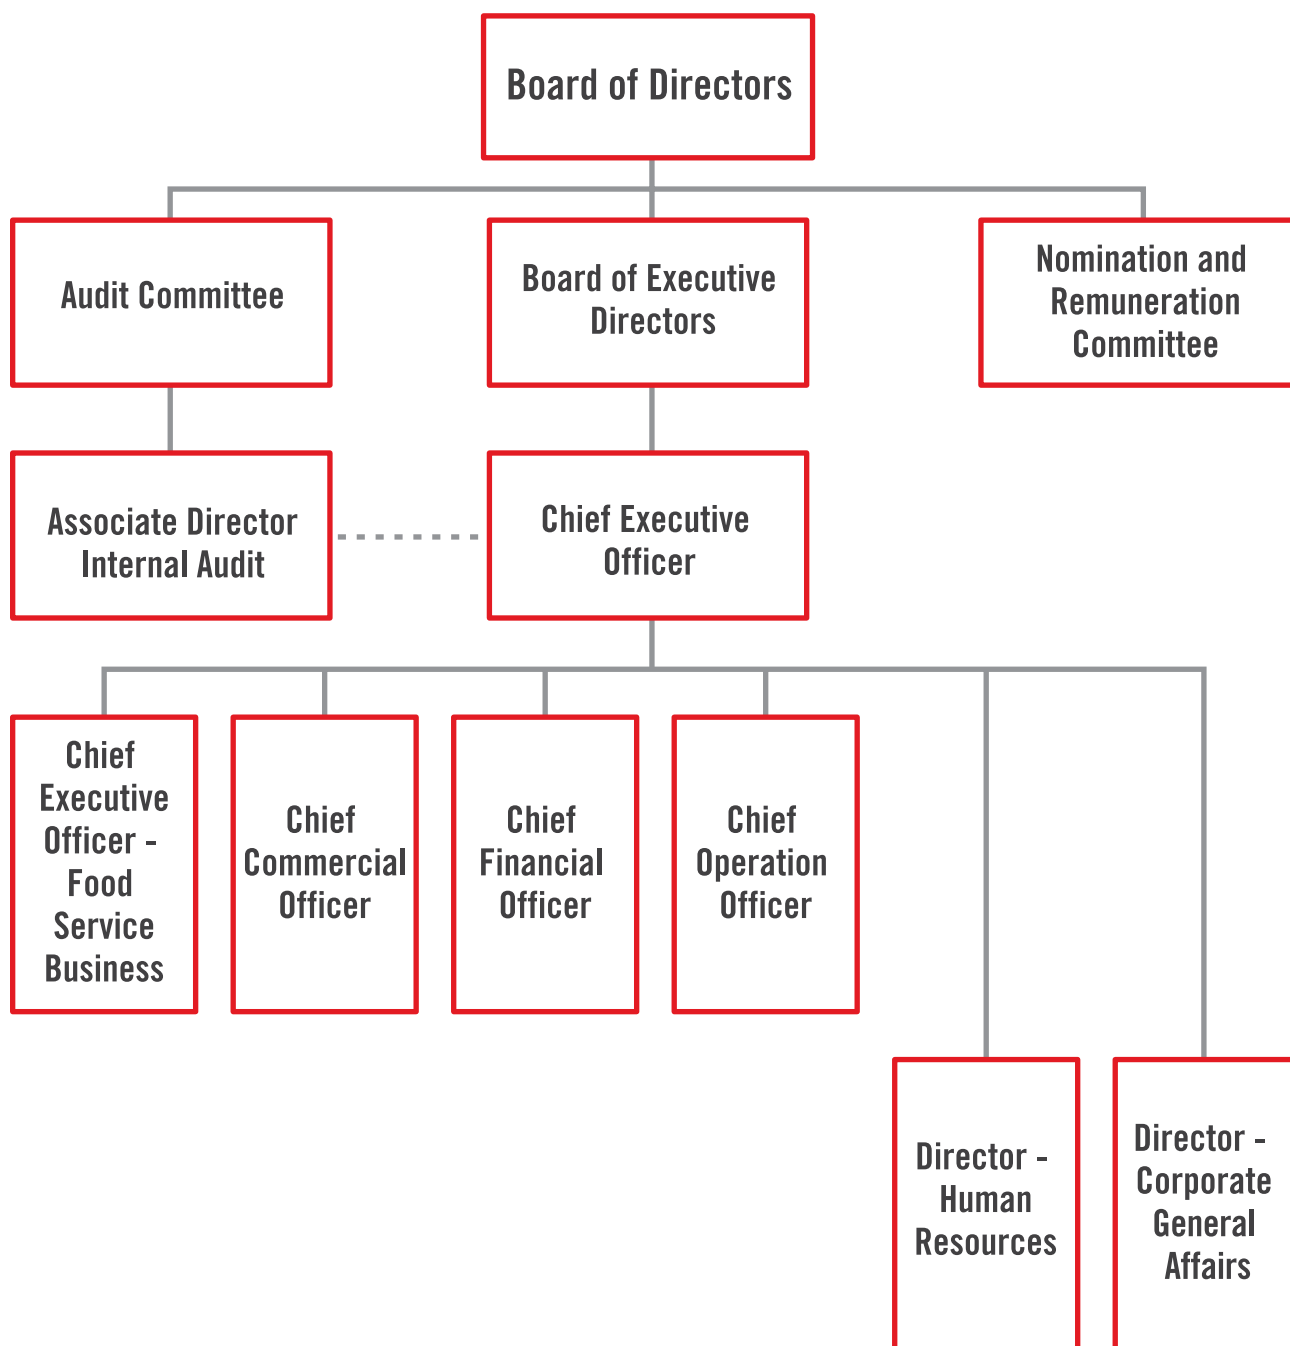 Board of Directors
Audit Committee
Board of Executive
Directors
Nomination and
Remuneration
Committee
Associate Director
Internal Audit
Chief Executive
Officer
Chief
Executive
Officer -
Food
Service
Business
Chief
Commercial
Officer
Chief
Financial
Officer
Chief
Operation
Officer
Director -
Human
Resources
Director -
Corporate
General
Affairs